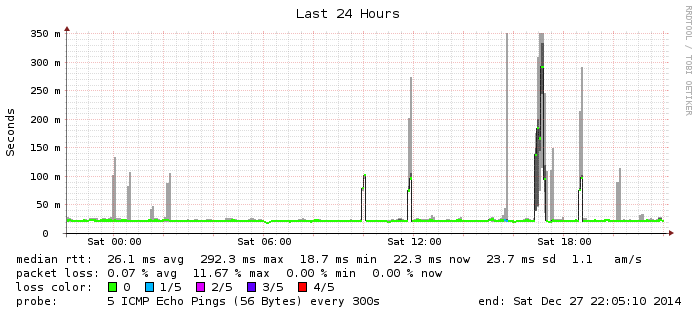 Last 24 Hours
RRDTOOL / TOBI OETIKER
Seconds
350 m
300 m
250 m
200 m
150 m
100 m
50 m
0
Sat 00:00 Sat 06:00 Sat 12:00 Sat 18:00
median rtt: 26.1 ms avg 292.3 ms max 18.7 ms min 22.3 ms now 23.7 ms sd 1.1 am/s
packet loss: 0.07 % avg 11.67 % max 0.00 % min 0.00 % now
loss color: 0 1/5 2/5 3/5 4/5
probe: 5 ICMP Echo Pings (56 Bytes) every 300s end: Sat Dec 27 22:05:10 2014